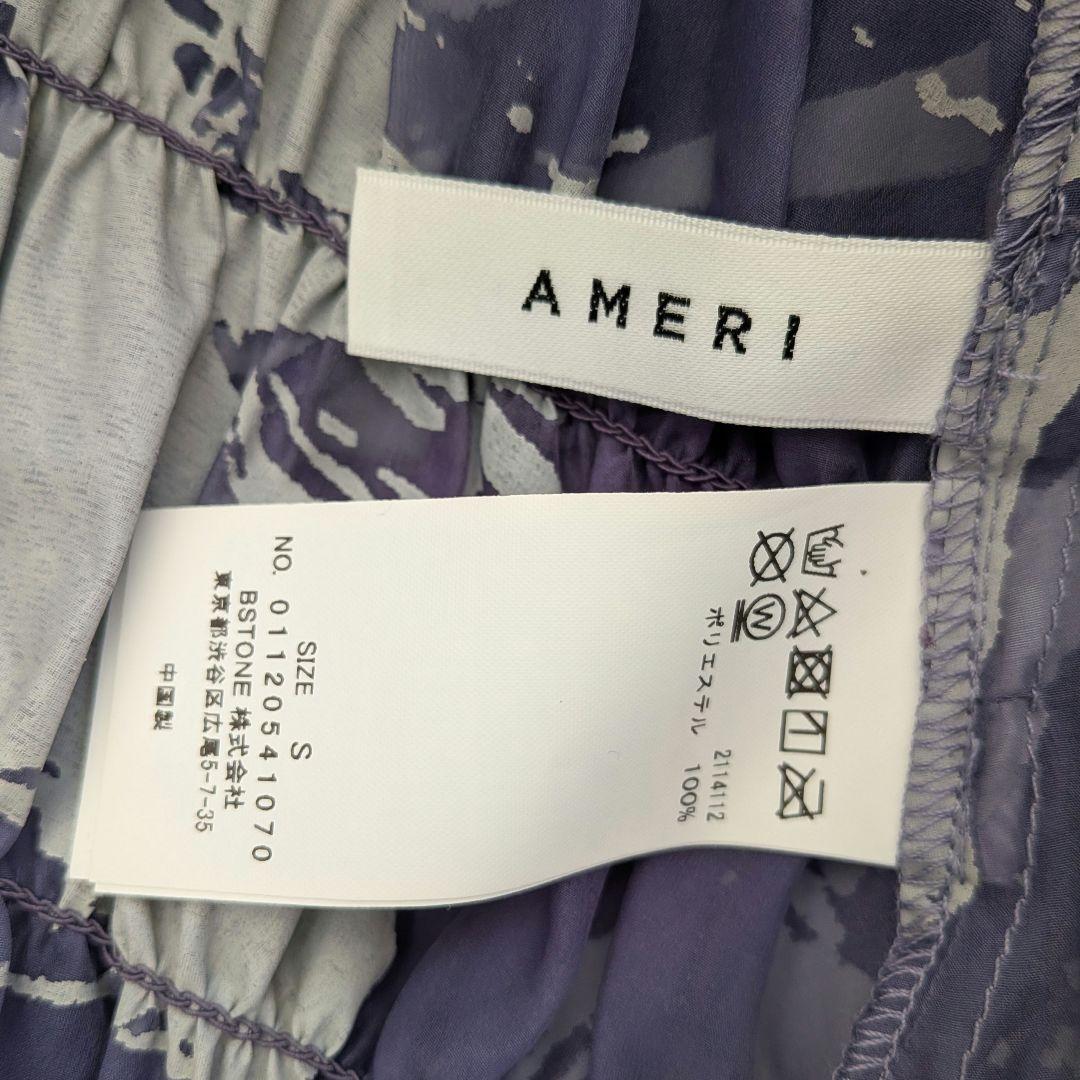 AMERI
W
2114112
ポリエステル 100%
SIZE S
NO. 01120541070
BSTONE 株式会社
東京都渋谷区広尾5-7-35
中国製